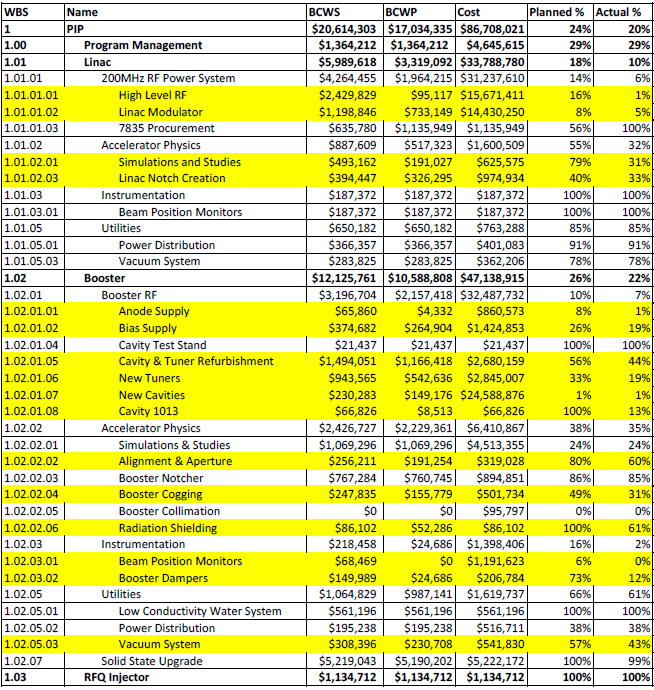 WBS Name BCWS BCWP Cost Planned % Actual %
1 PIP $20,614,303 $17,034,335 $86,708,021 24% 20%
1.00 Program Management $1,364,212 $1,364,212 $4,645,615 29% 29%
1.01 Linac $5,989,618 $3,319,092 $33,788,780 18% 10%
1.01.01 200MHz RF Power System $4,264,455 $1,964,215 $31,237,610 14% 6%
1.01.01.01 High Level RF $2,429,829 $95,117 $15,671,411 16% 1%
1.01.01.02 Linac Modulator $1,198,846 $733,149 $14,430,250 8% 5%
1.01.01.03 7835 Procurement $635,780 $1,135,949 $1,135,949 56% 100%
1.01.02 Accelerator Physics $887,609 $517,323 $1,600,509 55% 32%
1.01.02.01 Simulations and Studies $493,162 $191,027 $625,575 79% 31%
1.01.02.03 Linac Notch Creation $394,447 $326,295 $974,934 40% 33%
1.01.03 Instrumentation $187,372 $187,372 $187,372 100% 100%
1.01.03.01 Beam Position Monitors $187,372 $187,372 $187,372 100% 100%
1.01.05 Utilities $650,182 $650,182 $763,288 85% 85%
1.01.05.01 Power Distribution $366,357 $366,357 $401,083 91% 91%
1.01.05.03 Vacuum System $283,825 $283,825 $362,206 78% 78%
1.02 Booster $12,125,761 $10,588,808 $47,138,915 26% 22%
1.02.01 Booster RF $3,196,704 $2,157,418 $32,487,732 10% 7%
1.02.01.01 Anode Supply $65,860 $4,332 $860,573 8% 1%
1.02.01.02 Bias Supply $374,682 $264,904 $1,424,853 26% 19%
1.02.01.04 Cavity Test Stand $21,437 $21,437 $21,437 100% 100%
1.02.01.05 Cavity & Tuner Refurbishment $1,494,051 $1,166,418 $2,680,159 56% 44%
1.02.01.06 New Tuners $943,565 $542,636 $2,845,007 33% 19%
1.02.01.07 New Cavities $230,283 $149,176 $24,588,876 1% 1%
1.02.01.08 Cavity 1013 $66,826 $8,513 $66,826 100% 13%
1.02.02 Accelerator Physics $2,426,727 $2,229,361 $6,410,867 38% 35%
1.02.02.01 Simulations & Studies $1,069,296 $1,069,296 $4,513,355 24% 24%
1.02.02.02 Alignment & Aperture $256,211 $191,254 $319,028 80% 60%
1.02.02.03 Booster Notcher $767,284 $760,745 $894,851 86% 85%
1.02.02.04 Booster Cogging $247,835 $155,779 $501,734 49% 31%
1.02.02.05 Booster Collimation $0 $0 $95,797 0% 0%
1.02.02.06 Radiation Shielding $86,102 $52,286 $86,102 100% 61%
1.02.03 Instrumentation $218,458 $24,686 $1,398,406 16% 2%
1.02.03.01 Beam Position Monitors $68,469 $0 $1,191,623 6% 0%
1.02.03.02 Booster Dampers $149,989 $24,686 $206,784 73% 12%
1.02.05 Utilities $1,064,829 $987,141 $1,619,737 66% 61%
1.02.05.01 Low Conductivity Water System $561,196 $561,196 $561,196 100% 100%
1.02.05.02 Power Distribution $195,238 $195,238 $516,711 38% 38%
1.02.05.03 Vacuum System $308,396 $230,708 $541,830 57% 43%
1.02.07 Solid State Upgrade $5,219,043 $5,190,202 $5,222,172 100% 99%
1.03 RFQ Injector $1,134,712 $1,134,712 $1,134,712 100% 100%